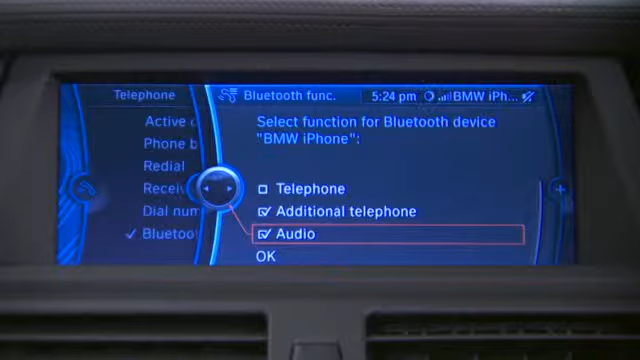 Telephone
Bluetooth func.
5:24 pm
BMW iPh...
Active
Phone b
Redial
Receiv
Dial num
Bluetoo
Select function for Bluetooth device
"BMW iPhone":
Telephone
Additional telephone
Audio
OK